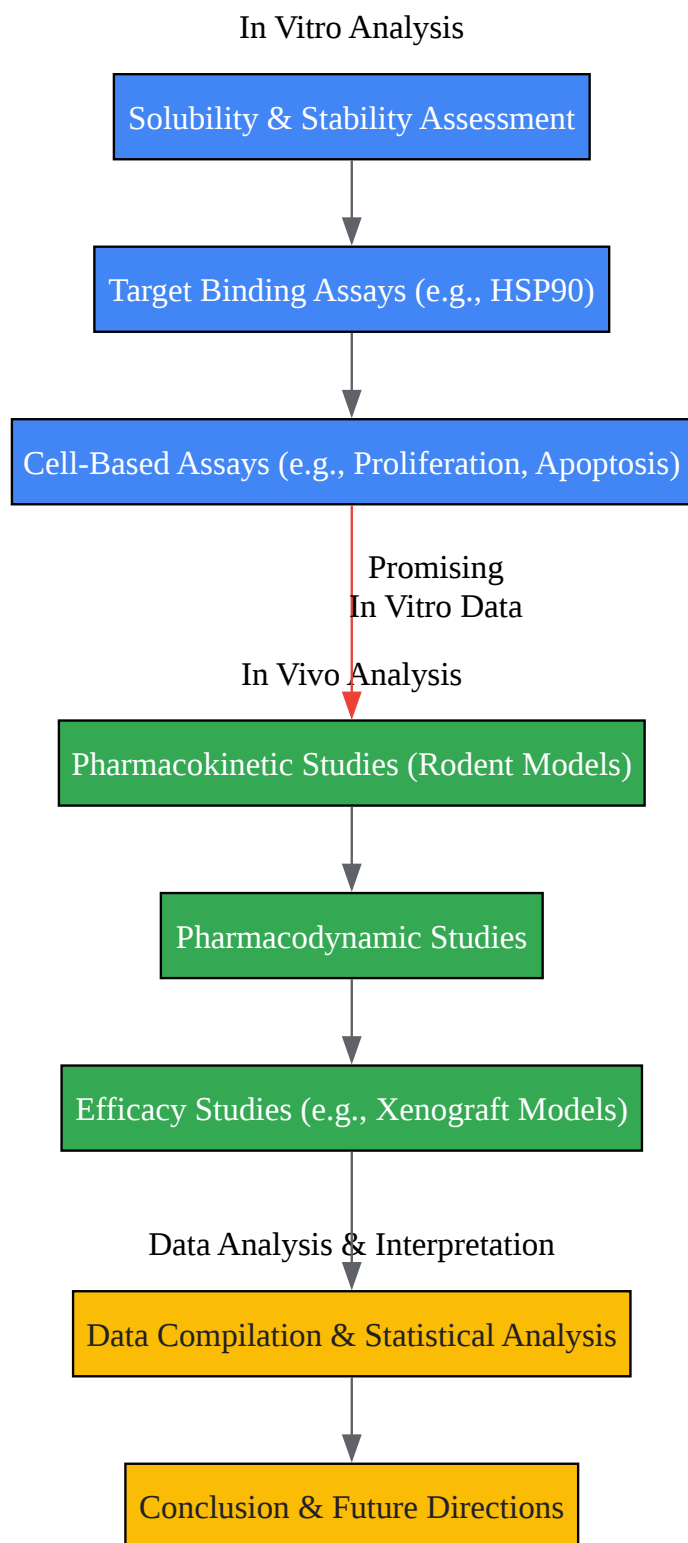 In Vitro Analysis
Solubility & Stability Assessment
Target Binding Assays (e.g., HSP90)
Cell-Based Assays (e.g., Proliferation, Apoptosis)
Promising
In Vitro Data
In Vivo Analysis
Pharmacokinetic Studies (Rodent Models)
Pharmacodynamic Studies
Efficacy Studies (e.g., Xenograft Models)
Data Analysis & Interpretation
Data Compilation & Statistical Analysis
Conclusion & Future Directions